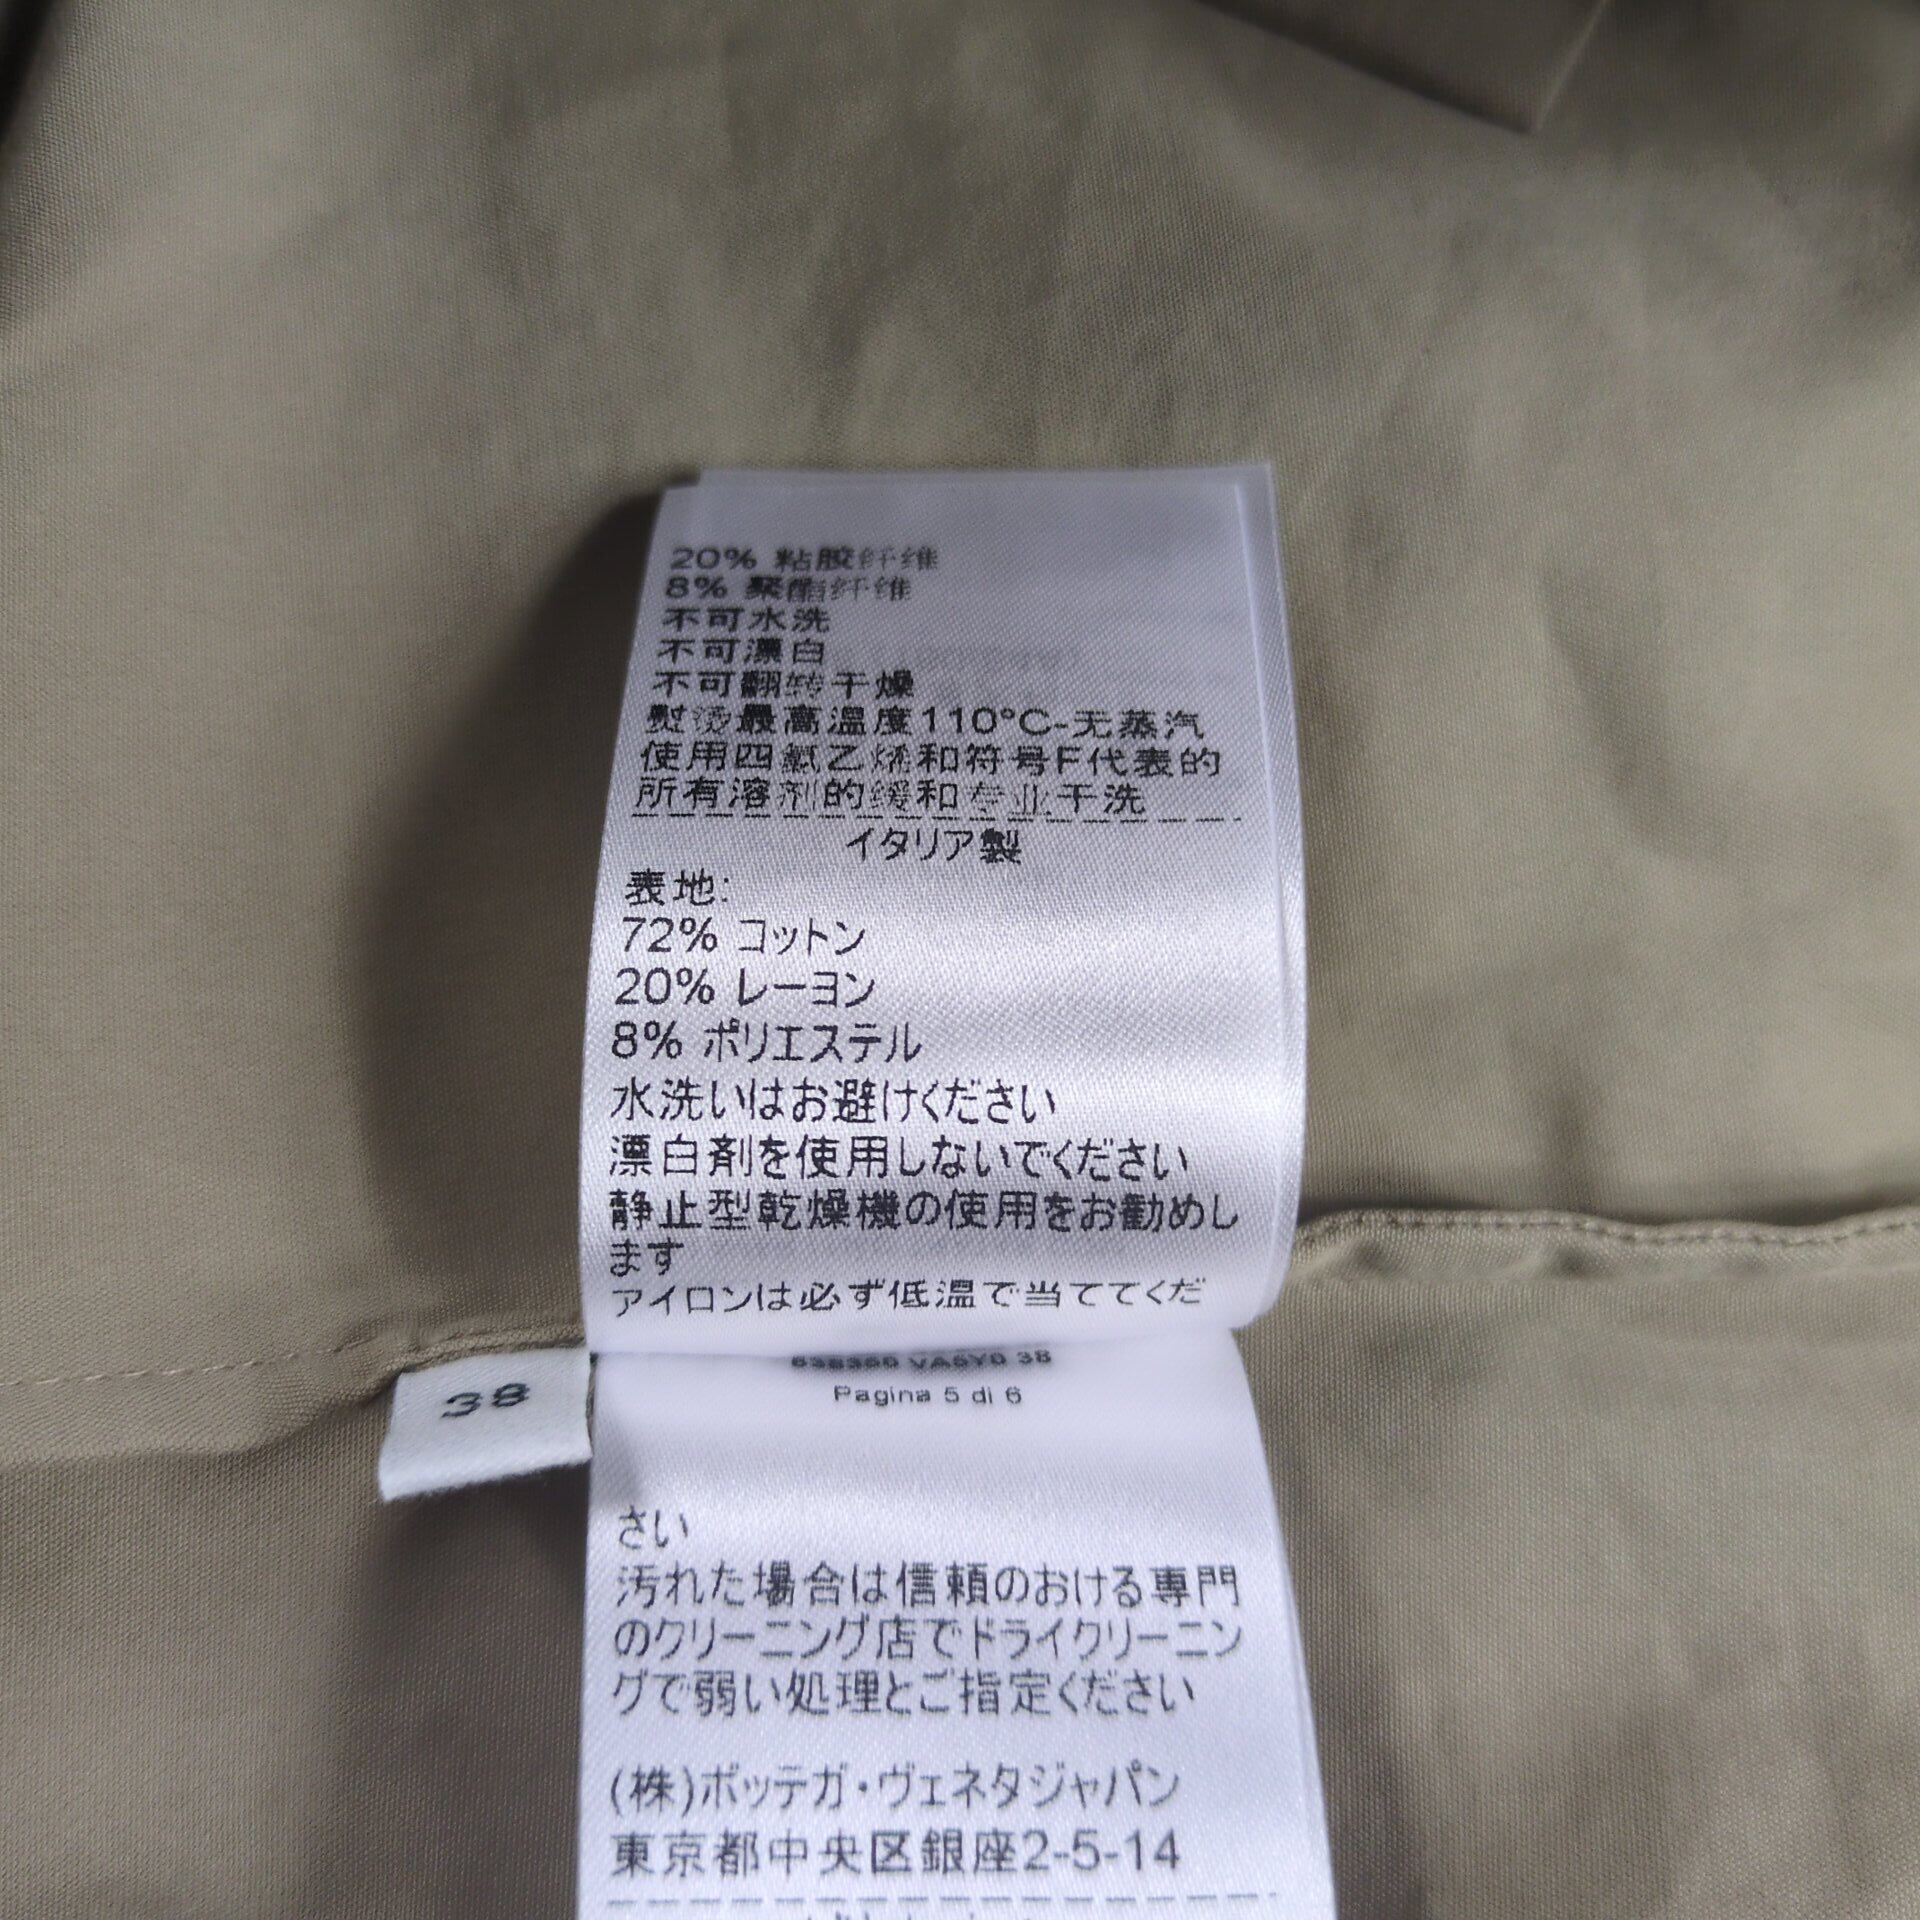 20% 粘胶纤维
8% 聚酯纤维
不可水洗
不可漂白
不可翻转干燥
熨烫最高温度110°C-无蒸汽
使用四氯乙烯和符号F代表的
所有溶剂的缓和专业干洗
イタリア製
表地:
72% コットン
20% レーヨン
8% ポリエステル
水洗いはお避けください
漂白剤を使用しないでください
静止型乾燥機の使用をお勧めし
ます
アイロンは必ず低温で当ててくだ
VA5Y0 38
Pagina 5 di 6
38
さい
汚れた場合は信頼のおける専門
のクリーニング店でドライクリーニン
グで弱い処理とご指定ください
(株)ボッテガ・ヴェネタジャパン
東京都中央区銀座2-5-14